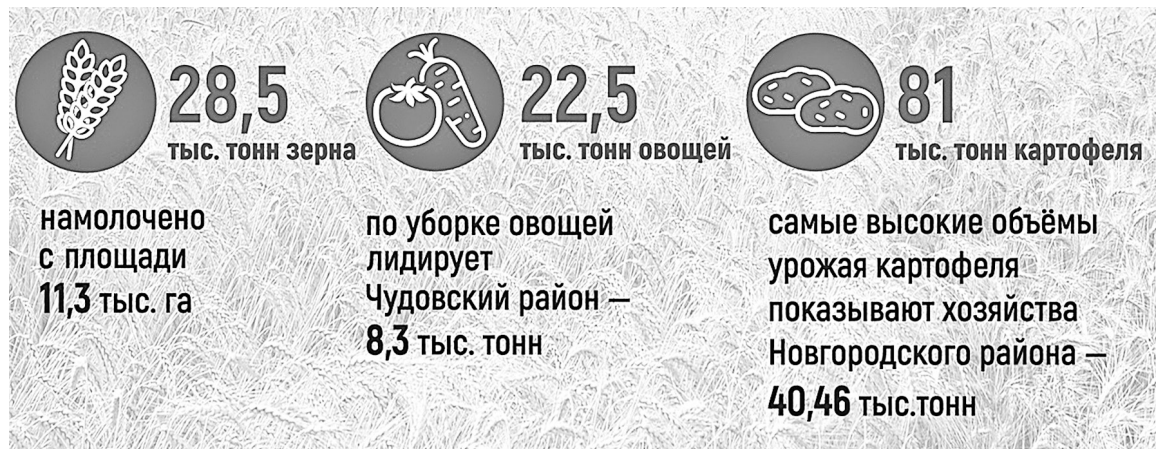 28,5
тыс. тонн зерна
намолочено
с площади
11,3 тыс. га
22,5
тыс. тонн овощей
по уборке овощей
лидирует
Чудовский район —
8,3 тыс. тонн
81
тыс. тонн картофеля
самые высокие объёмы
урожая картофеля
показывают хозяйства
Новгородского района —
40,46 тыс.тонн